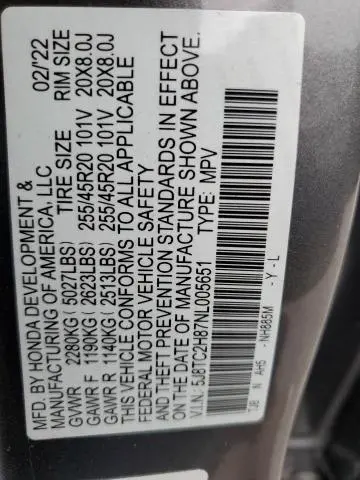 MFD. BY HONDA DEVELOPMENT & 02/'22
MANUFACTURING OF AMERICA, LLC
TIRE SIZE RIM SIZE
GVWR 2280KG ( 5027LBS)
GAWR F 1190KG ( 2623LBS) 255/45R20 101V 20X8.0J
GAWR R 1140KG ( 2513LBS) 255/45R20 101V 20X8.0J
THIS VEHICLE CONFORMS TO ALL APPLICABLE
FEDERAL MOTOR VEHICLE SAFETY
AND THEFT PREVENTION STANDARDS IN EFFECT
ON THE DATE OF MANUFACTURE SHOWN ABOVE.
V.I.N.: 5J8TC2H87NL005651 TYPE: MPV
TJB N AH5 - NH885M - Y - L